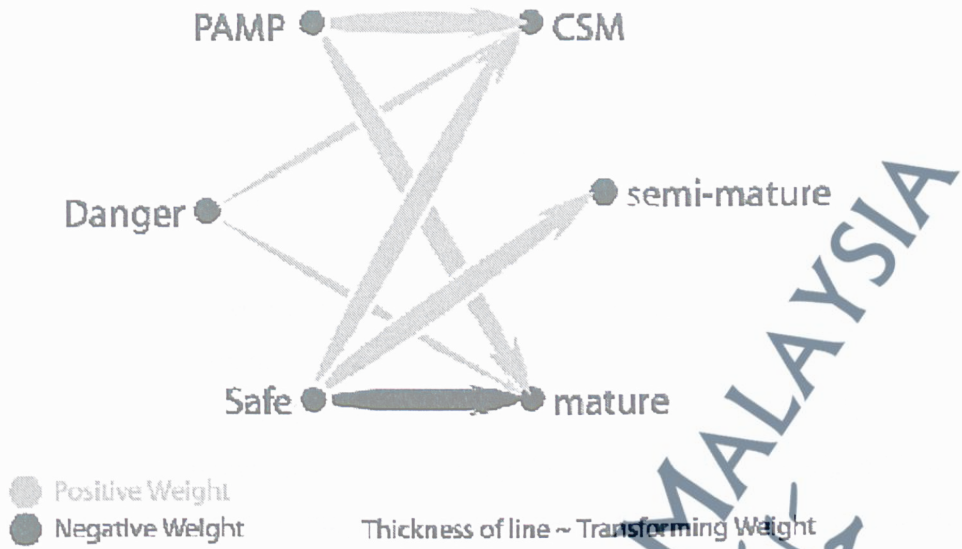 PAMP CSM
Danger semi-mature
Safe mature
Positive Weight
Negative Weight Thickness of line ~ Transforming Weight
MALAYSIA